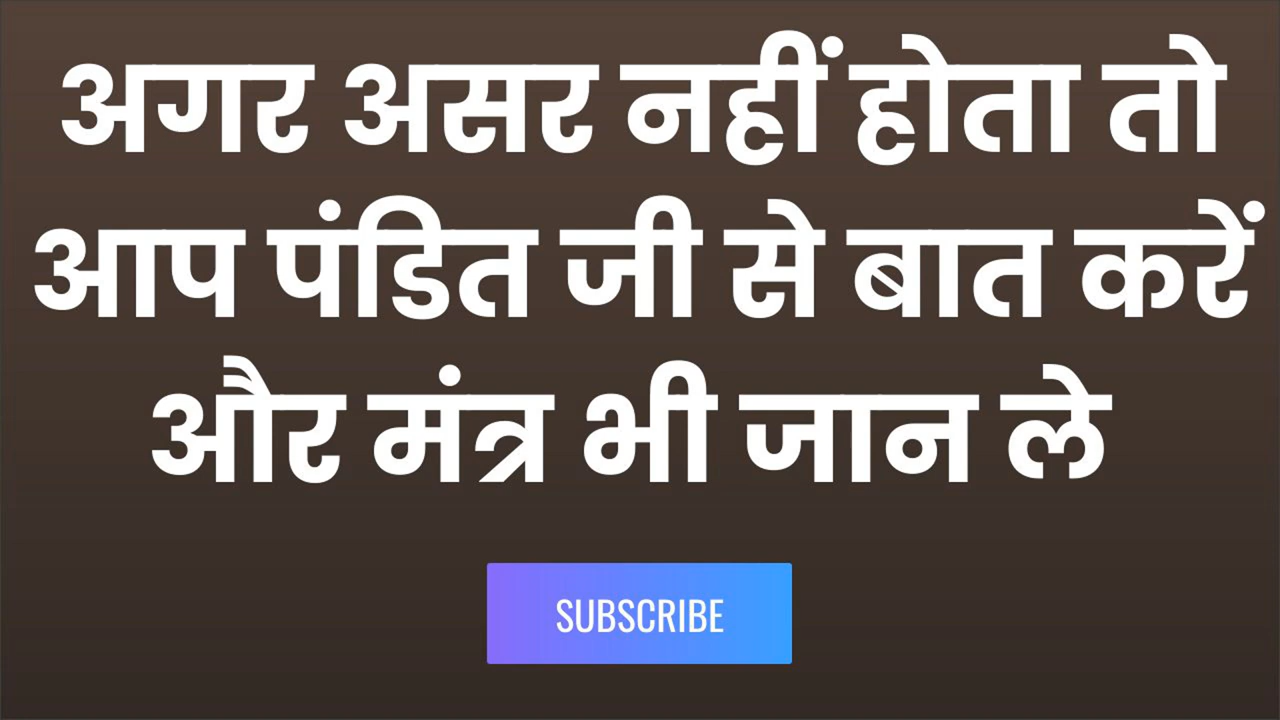 अगर असर नहीं होता तो
आप पंडित जी से बात करें
और मंत्र भी जान ले
SUBSCRIBE